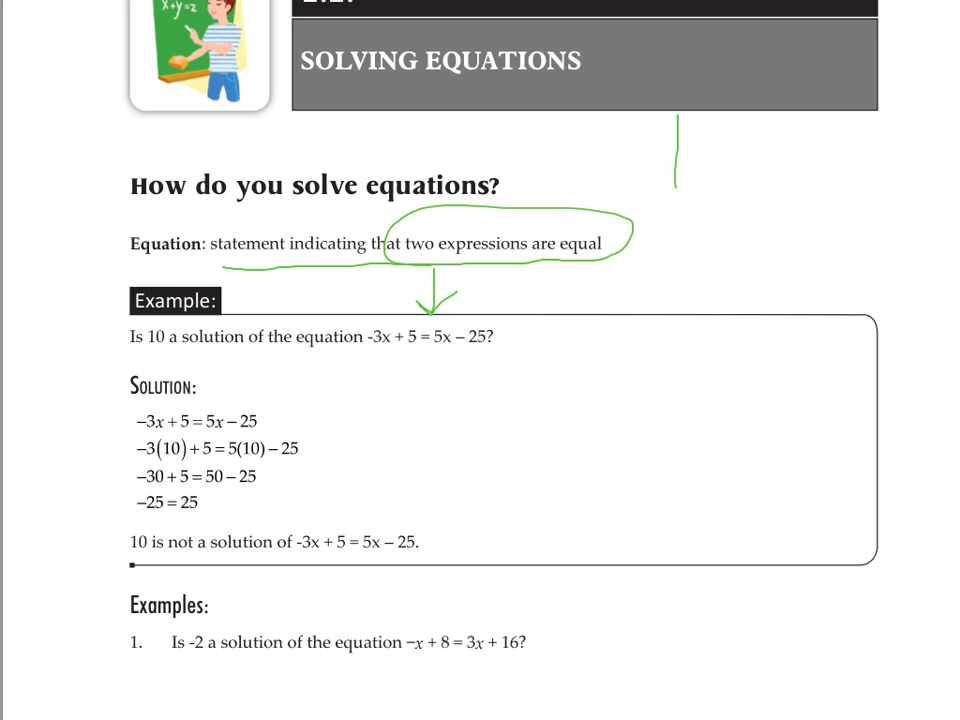 x+y=z
SOLVING EQUATIONS
How do you solve equations?
Equation: statement indicating that two expressions are equal
Example:
Is 10 a solution of the equation -3x + 5 = 5x – 25?
SOLUTION:
–3x + 5 = 5x – 25
–3(10) + 5 = 5(10) – 25
–30 + 5 = 50 – 25
–25 = 25
10 is not a solution of -3x + 5 = 5x – 25.
Examples:
1. Is -2 a solution of the equation –x + 8 = 3x + 16?